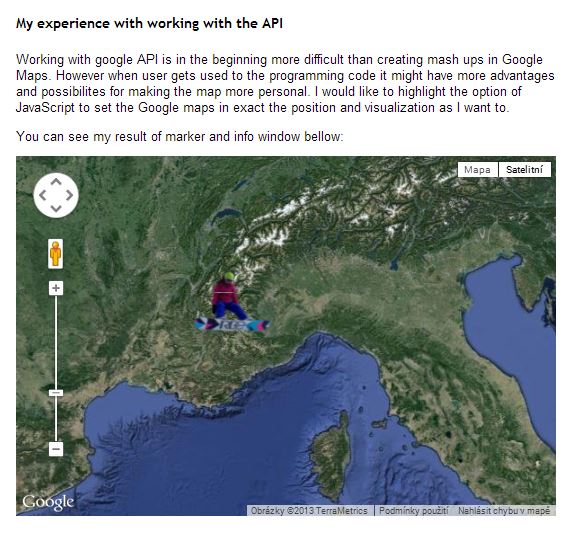 My experience with working with the API
Working with google API is in the beginning more difficult than creating mash ups in Google
Maps. However when user gets used to the programming code it might have more advantages
and possibilites for making the map more personal. I would like to highlight the option of
JavaScript to set the Google maps in exact the position and visualization as I want to.
You can see my result of marker and info window bellow:
Mapa Satelitní
Google
Obrázky ©2013 TerraMetrics Podmínky použití Nahlásit chybu v mapě